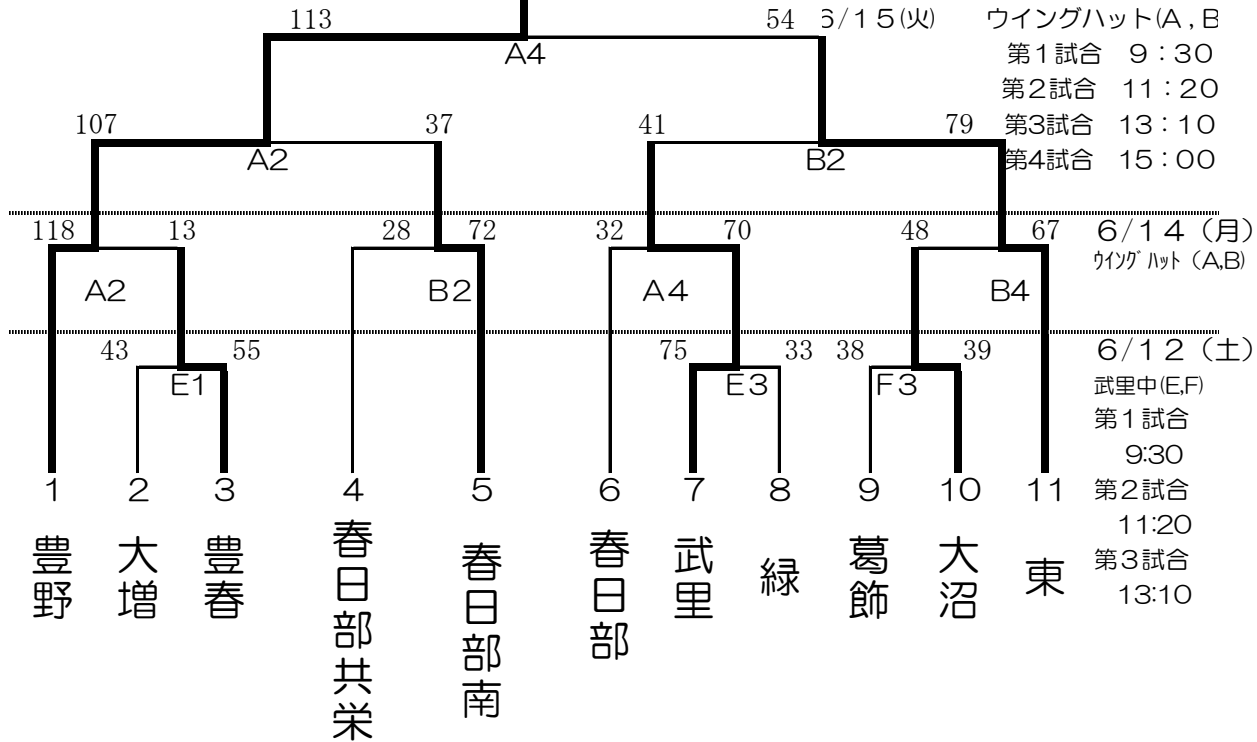 113 54 6/15(火) ウイングハット(A,B
A4
第1試合 9:30
第2試合 11:20
107 37 41 79 第3試合 13:10
A2 B2 第4試合 15:00
118 13 28 72 32 70 48 67 6/14(月)
ウイングハット(A,B)
A2 B2 A4 B4
43 55 75 33 38 39 6/12(土)
E1 E3 F3
武里中(E,F)
第1試合
9:30
1 2 3 4 5 6 7 8 9 10 11
第2試合
11:20
第3試合
13:10
豊野
大増
豊春
春日部共栄
春日部南
春日部
武里
緑
葛飾
大沼
東